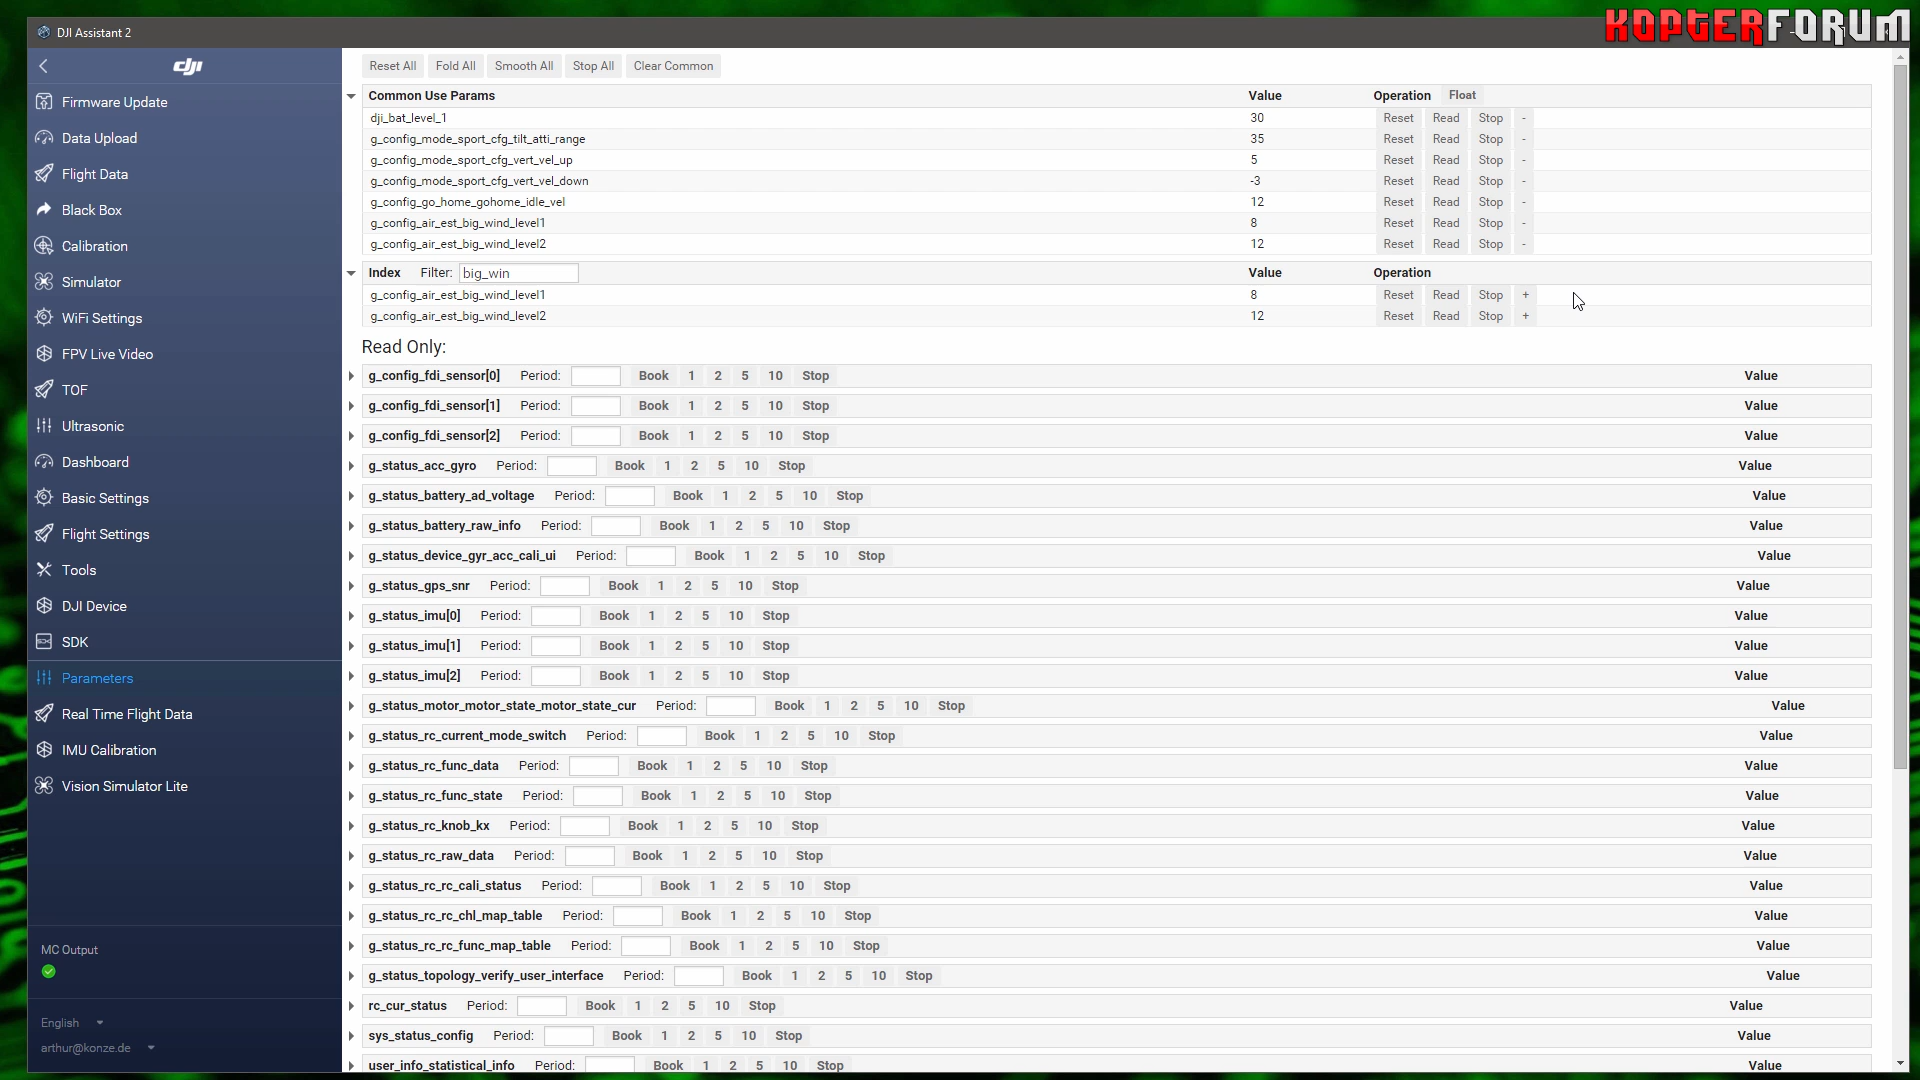 KOPTERFORUM
DJI Assistant 2
dji
Firmware Update
Data Upload
Flight Data
Black Box
Calibration
Simulator
WiFi Settings
FPV Live Video
TOF
Ultrasonic
Dashboard
Basic Settings
Flight Settings
Tools
DJI Device
SDK
Parameters
Real Time Flight Data
IMU Calibration
Vision Simulator Lite
MC Output
English
arthur@konze.de
Reset All Fold All Smooth All Stop All Clear Common
Common Use Params Value Operation Float
dji_bat_level_1 30 Reset Read Stop -
g_config_mode_sport_cfg_tilt_atti_range 35 Reset Read Stop -
g_config_mode_sport_cfg_vert_vel_up 5 Reset Read Stop -
g_config_mode_sport_cfg_vert_vel_down -3 Reset Read Stop -
g_config_go_home_gohome_idle_vel 12 Reset Read Stop -
g_config_air_est_big_wind_level1 8 Reset Read Stop -
g_config_air_est_big_wind_level2 12 Reset Read Stop -
Index Filter: big_win Value Operation
g_config_air_est_big_wind_level1 8 Reset Read Stop +
g_config_air_est_big_wind_level2 12 Reset Read Stop +
Read Only:
g_config_fdi_sensor[0] Period: Book 1 2 5 10 Stop Value
g_config_fdi_sensor[1] Period: Book 1 2 5 10 Stop Value
g_config_fdi_sensor[2] Period: Book 1 2 5 10 Stop Value
g_status_acc_gyro Period: Book 1 2 5 10 Stop Value
g_status_battery_ad_voltage Period: Book 1 2 5 10 Stop Value
g_status_battery_raw_info Period: Book 1 2 5 10 Stop Value
g_status_device_gyr_acc_cali_ui Period: Book 1 2 5 10 Stop Value
g_status_gps_snr Period: Book 1 2 5 10 Stop Value
g_status_imu[0] Period: Book 1 2 5 10 Stop Value
g_status_imu[1] Period: Book 1 2 5 10 Stop Value
g_status_imu[2] Period: Book 1 2 5 10 Stop Value
g_status_motor_motor_state_motor_state_cur Period: Book 1 2 5 10 Stop Value
g_status_rc_current_mode_switch Period: Book 1 2 5 10 Stop Value
g_status_rc_func_data Period: Book 1 2 5 10 Stop Value
g_status_rc_func_state Period: Book 1 2 5 10 Stop Value
g_status_rc_knob_kx Period: Book 1 2 5 10 Stop Value
g_status_rc_raw_data Period: Book 1 2 5 10 Stop Value
g_status_rc_rc_cali_status Period: Book 1 2 5 10 Stop Value
g_status_rc_rc_chl_map_table Period: Book 1 2 5 10 Stop Value
g_status_rc_rc_func_map_table Period: Book 1 2 5 10 Stop Value
g_status_topology_verify_user_interface Period: Book 1 2 5 10 Stop Value
rc_cur_status Period: Book 1 2 5 10 Stop Value
sys_status_config Period: Book 1 2 5 10 Stop Value
user_info_statistical_info Period: Book 1 2 5 10 Stop Value